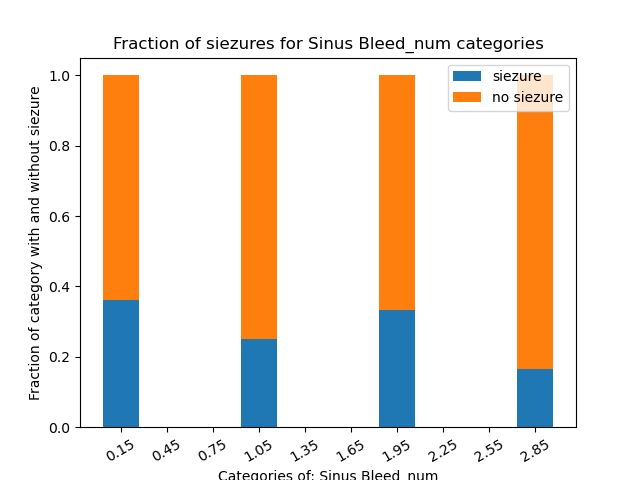 Fraction of siezures for Sinus Bleed_num categories
siezure
no siezure
Fraction of category with and without siezure
1.0
0.8
0.6
0.4
0.2
0.0
0.15 0.45 0.75 1.05 1.35 1.65 1.95 2.25 2.55 2.85
Categories of: Sinus Bleed_num